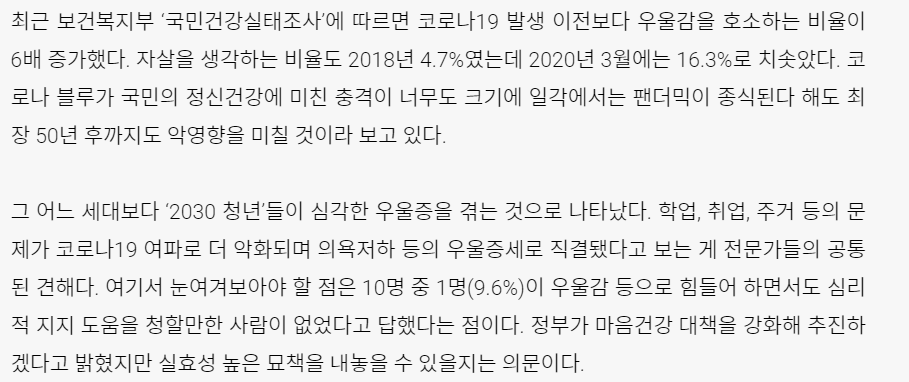 최근 보건복지부 ‘국민건강실태조사’에 따르면 코로나19 발생 이전보다 우울감을 호소하는 비율이
6배 증가했다. 자살을 생각하는 비율도 2018년 4.7%였는데 2020년 3월에는 16.3%로 치솟았다. 코
로나 블루가 국민의 정신건강에 미친 충격이 너무도 크기에 일각에서는 팬더믹이 종식된다 해도 최
장 50년 후까지도 악영향을 미칠 것이라 보고 있다.
그 어느 세대보다 ‘2030 청년’들이 심각한 우울증을 겪는 것으로 나타났다. 학업, 취업, 주거 등의 문
제가 코로나19 여파로 더 악화되며 의욕저하 등의 우울증세로 직결됐다고 보는 게 전문가들의 공통
된 견해다. 여기서 눈여겨보아야 할 점은 10명 중 1명(9.6%)이 우울감 등으로 힘들어 하면서도 심리
적 지지 도움을 청할만한 사람이 없었다고 답했다는 점이다. 정부가 마음건강 대책을 강화해 추진하
겠다고 밝혔지만 실효성 높은 묘책을 내놓을 수 있을지는 의문이다.